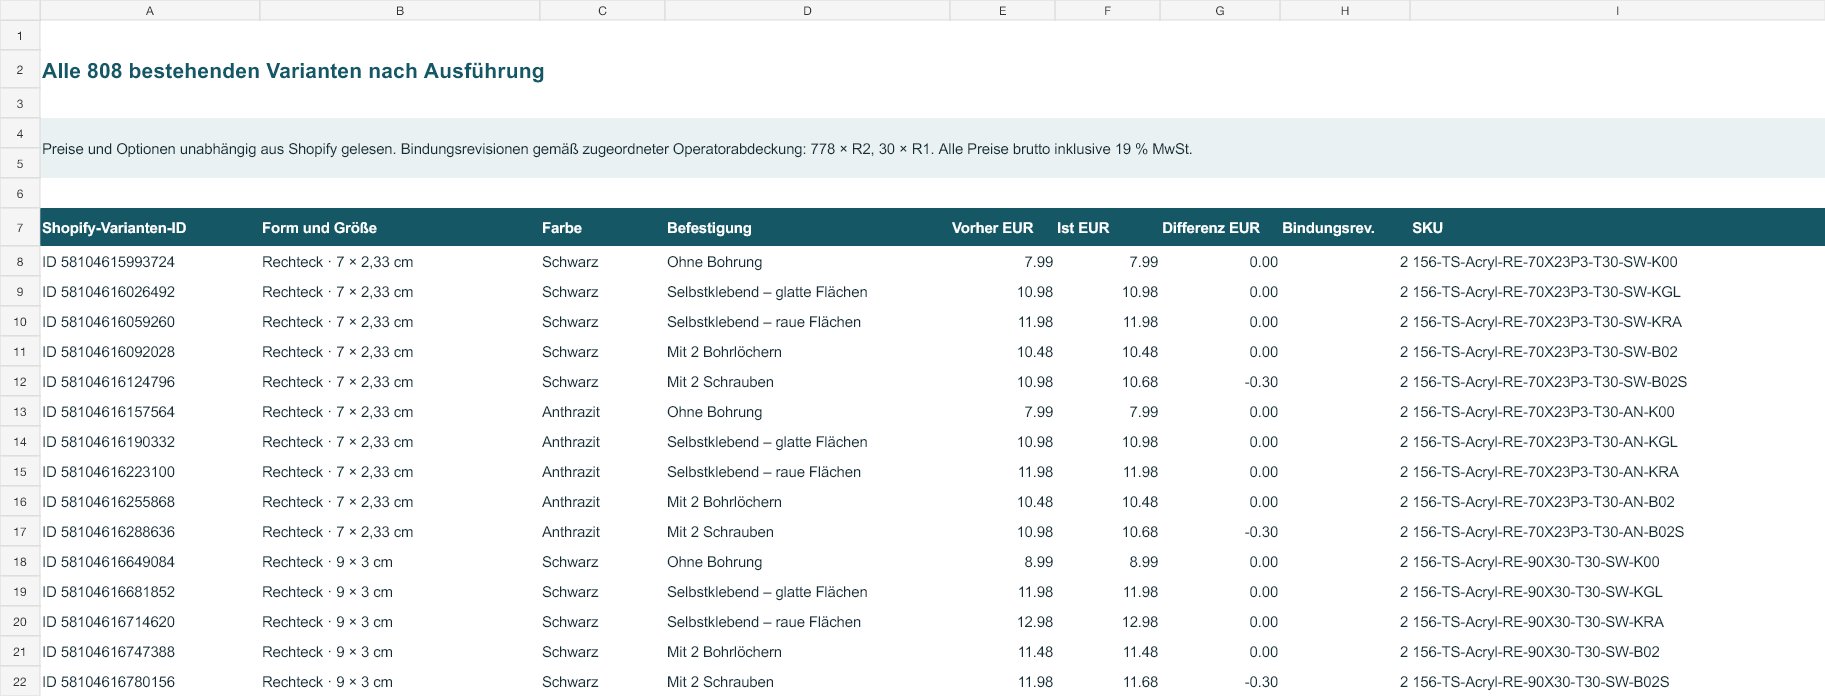 A B C D E F G H I
1
2 Alle 808 bestehenden Varianten nach Ausführung
3
4
Preise und Optionen unabhängig aus Shopify gelesen. Bindungsrevisionen gemäß zugeordneter Operatorabdeckung: 778 × R2, 30 × R1. Alle Preise brutto inklusive 19 % MwSt.
5
6
7 Shopify-Varianten-ID Form und Größe Farbe Befestigung Vorher EUR Ist EUR Differenz EUR Bindungsrev. SKU
8 ID 58104615993724 Rechteck · 7 × 2,33 cm Schwarz Ohne Bohrung 7.99 7.99 0.00 2 156-TS-Acryl-RE-70X23P3-T30-SW-K00
9 ID 58104616026492 Rechteck · 7 × 2,33 cm Schwarz Selbstklebend – glatte Flächen 10.98 10.98 0.00 2 156-TS-Acryl-RE-70X23P3-T30-SW-KGL
10 ID 58104616059260 Rechteck · 7 × 2,33 cm Schwarz Selbstklebend – raue Flächen 11.98 11.98 0.00 2 156-TS-Acryl-RE-70X23P3-T30-SW-KRA
11 ID 58104616092028 Rechteck · 7 × 2,33 cm Schwarz Mit 2 Bohrlöchern 10.48 10.48 0.00 2 156-TS-Acryl-RE-70X23P3-T30-SW-B02
12 ID 58104616124796 Rechteck · 7 × 2,33 cm Schwarz Mit 2 Schrauben 10.98 10.68 -0.30 2 156-TS-Acryl-RE-70X23P3-T30-SW-B02S
13 ID 58104616157564 Rechteck · 7 × 2,33 cm Anthrazit Ohne Bohrung 7.99 7.99 0.00 2 156-TS-Acryl-RE-70X23P3-T30-AN-K00
14 ID 58104616190332 Rechteck · 7 × 2,33 cm Anthrazit Selbstklebend – glatte Flächen 10.98 10.98 0.00 2 156-TS-Acryl-RE-70X23P3-T30-AN-KGL
15 ID 58104616223100 Rechteck · 7 × 2,33 cm Anthrazit Selbstklebend – raue Flächen 11.98 11.98 0.00 2 156-TS-Acryl-RE-70X23P3-T30-AN-KRA
16 ID 58104616255868 Rechteck · 7 × 2,33 cm Anthrazit Mit 2 Bohrlöchern 10.48 10.48 0.00 2 156-TS-Acryl-RE-70X23P3-T30-AN-B02
17 ID 58104616288636 Rechteck · 7 × 2,33 cm Anthrazit Mit 2 Schrauben 10.98 10.68 -0.30 2 156-TS-Acryl-RE-70X23P3-T30-AN-B02S
18 ID 58104616649084 Rechteck · 9 × 3 cm Schwarz Ohne Bohrung 8.99 8.99 0.00 2 156-TS-Acryl-RE-90X30-T30-SW-K00
19 ID 58104616681852 Rechteck · 9 × 3 cm Schwarz Selbstklebend – glatte Flächen 11.98 11.98 0.00 2 156-TS-Acryl-RE-90X30-T30-SW-KGL
20 ID 58104616714620 Rechteck · 9 × 3 cm Schwarz Selbstklebend – raue Flächen 12.98 12.98 0.00 2 156-TS-Acryl-RE-90X30-T30-SW-KRA
21 ID 58104616747388 Rechteck · 9 × 3 cm Schwarz Mit 2 Bohrlöchern 11.48 11.48 0.00 2 156-TS-Acryl-RE-90X30-T30-SW-B02
22 ID 58104616780156 Rechteck · 9 × 3 cm Schwarz Mit 2 Schrauben 11.98 11.68 -0.30 2 156-TS-Acryl-RE-90X30-T30-SW-B02S